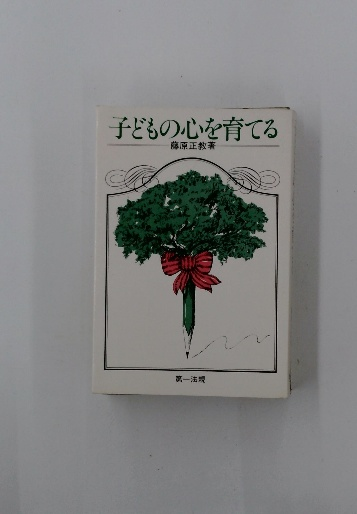 子どもの心を育てる
藤原正教著
第一法規